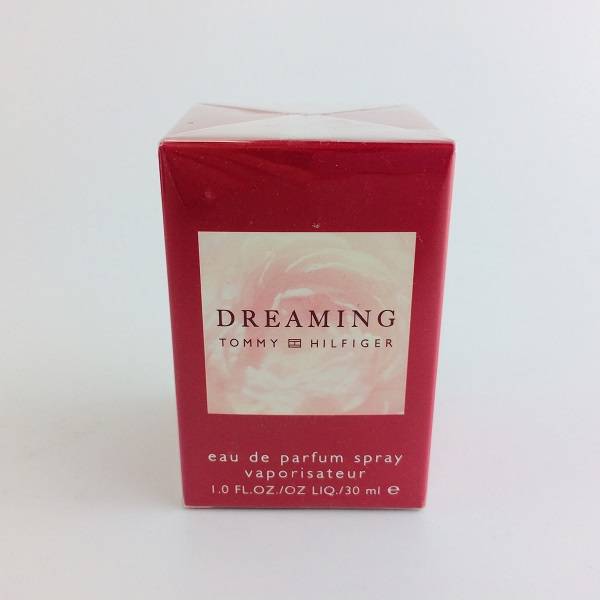 DREAMING
TOMMY HILFIGER
eau de parfum spray
vaporisateur
1.0 FL.OZ./OZ LIQ./30 ml e